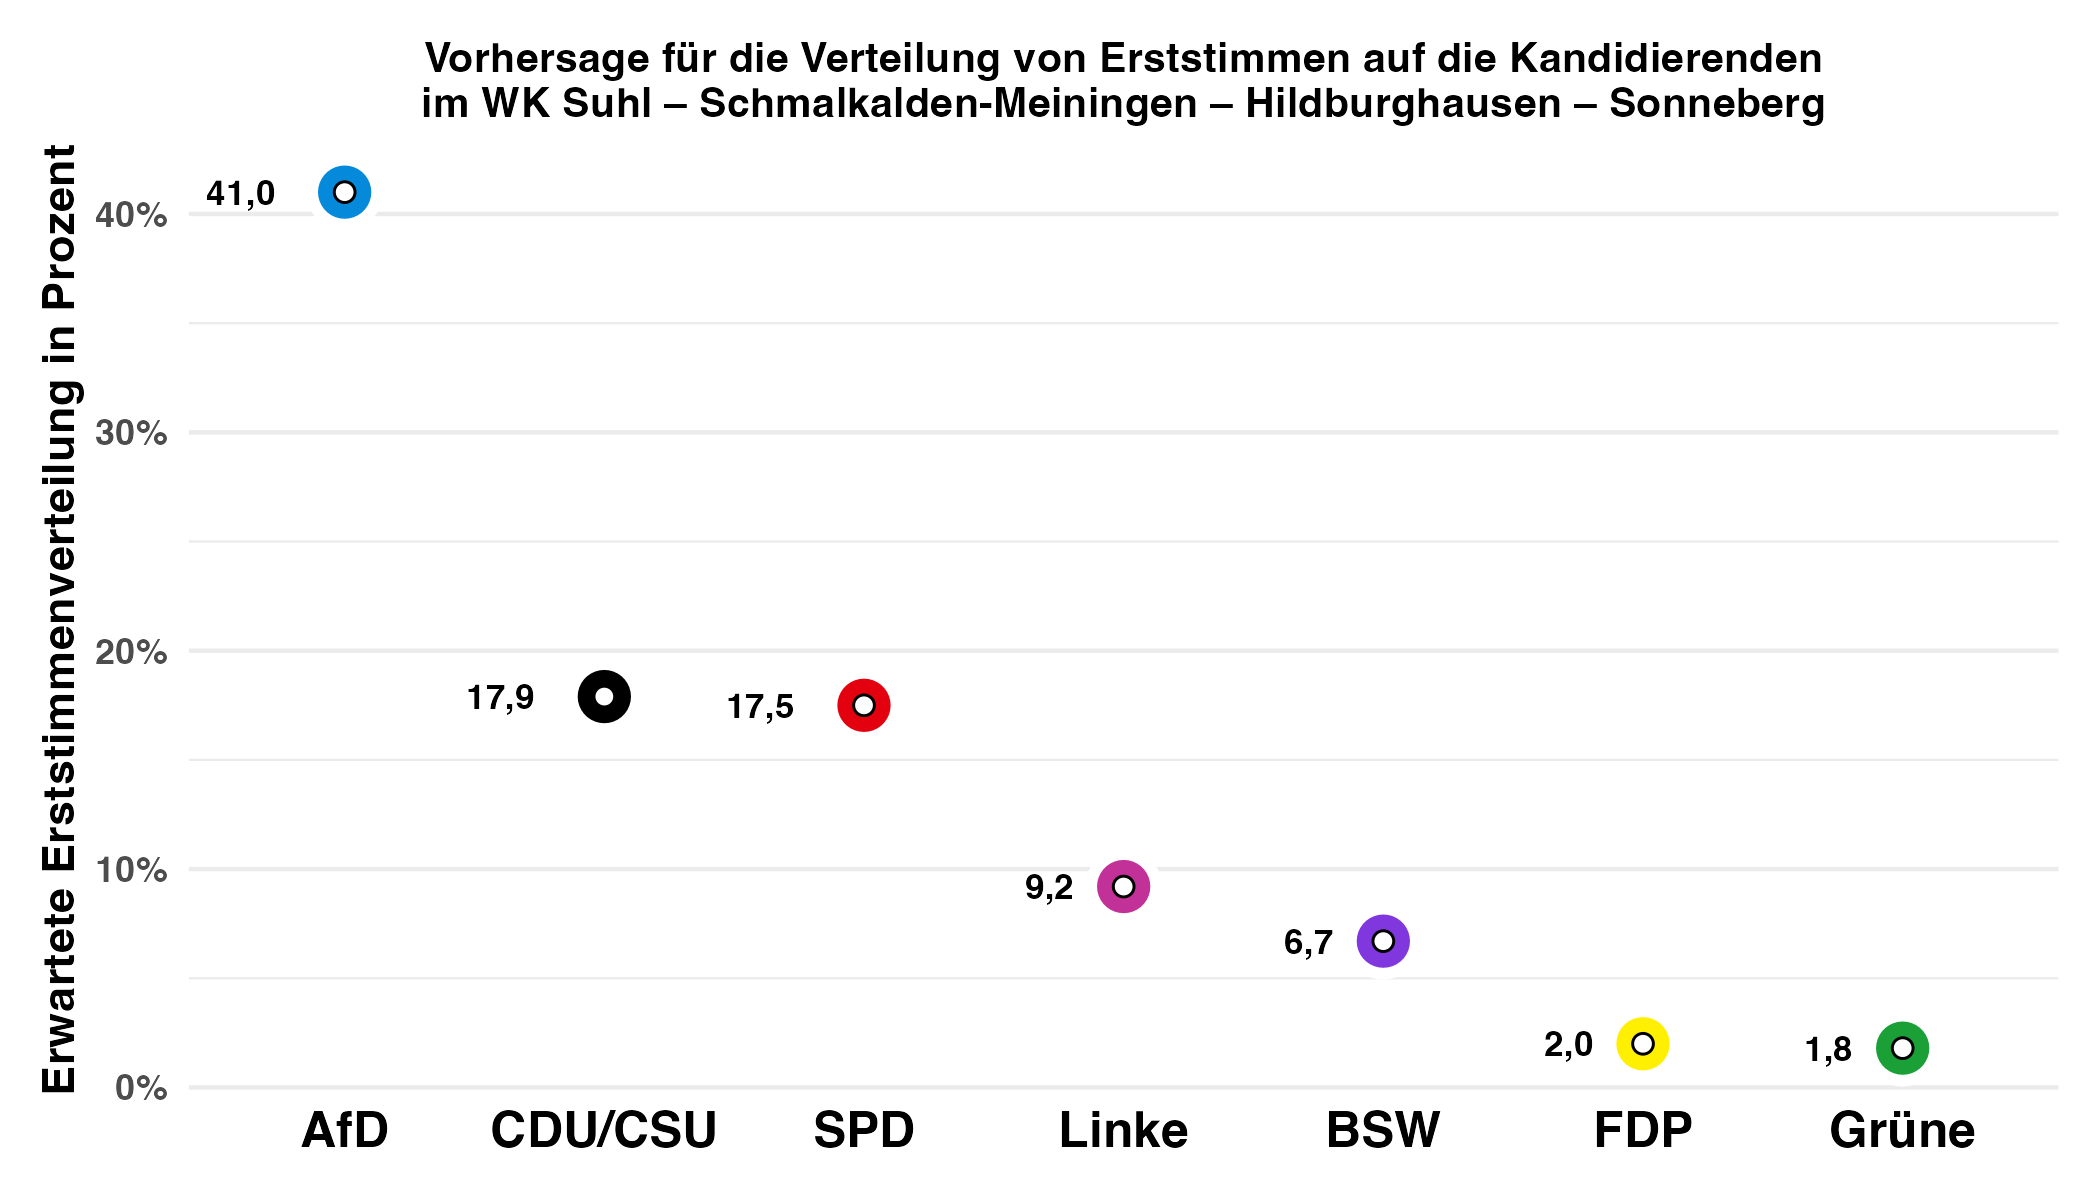 Vorhersage für die Verteilung von Erststimmen auf die Kandidierenden
im WK Suhl – Schmalkalden-Meiningen – Hildburghausen – Sonneberg
Erwartete Erststimmenverteilung in Prozent
40%
30%
20%
10%
0%
41,0
17,9
17,5
9,2
6,7
2,0
1,8
AfD
CDU/CSU
SPD
Linke
BSW
FDP
Grüne